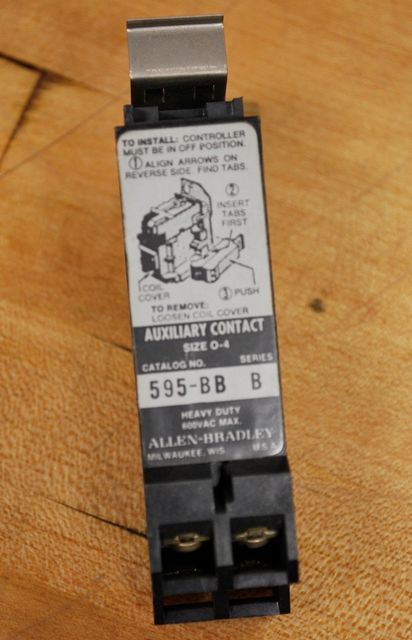 TO INSTALL: CONTROLLER
MUST BE IN OFF POSITION.
① ALIGN ARROWS ON
REVERSE SIDE. FIND TABS.
②
INSERT
TABS
FIRST
COIL
COVER
③ PUSH
TO REMOVE:
LOOSEN COIL COVER
AUXILIARY CONTACT
SIZE 0-4
CATALOG NO. SERIES
595-BB B
HEAVY DUTY
600VAC MAX.
ALLEN-BRADLEY
MILWAUKEE, WIS U.S.A.